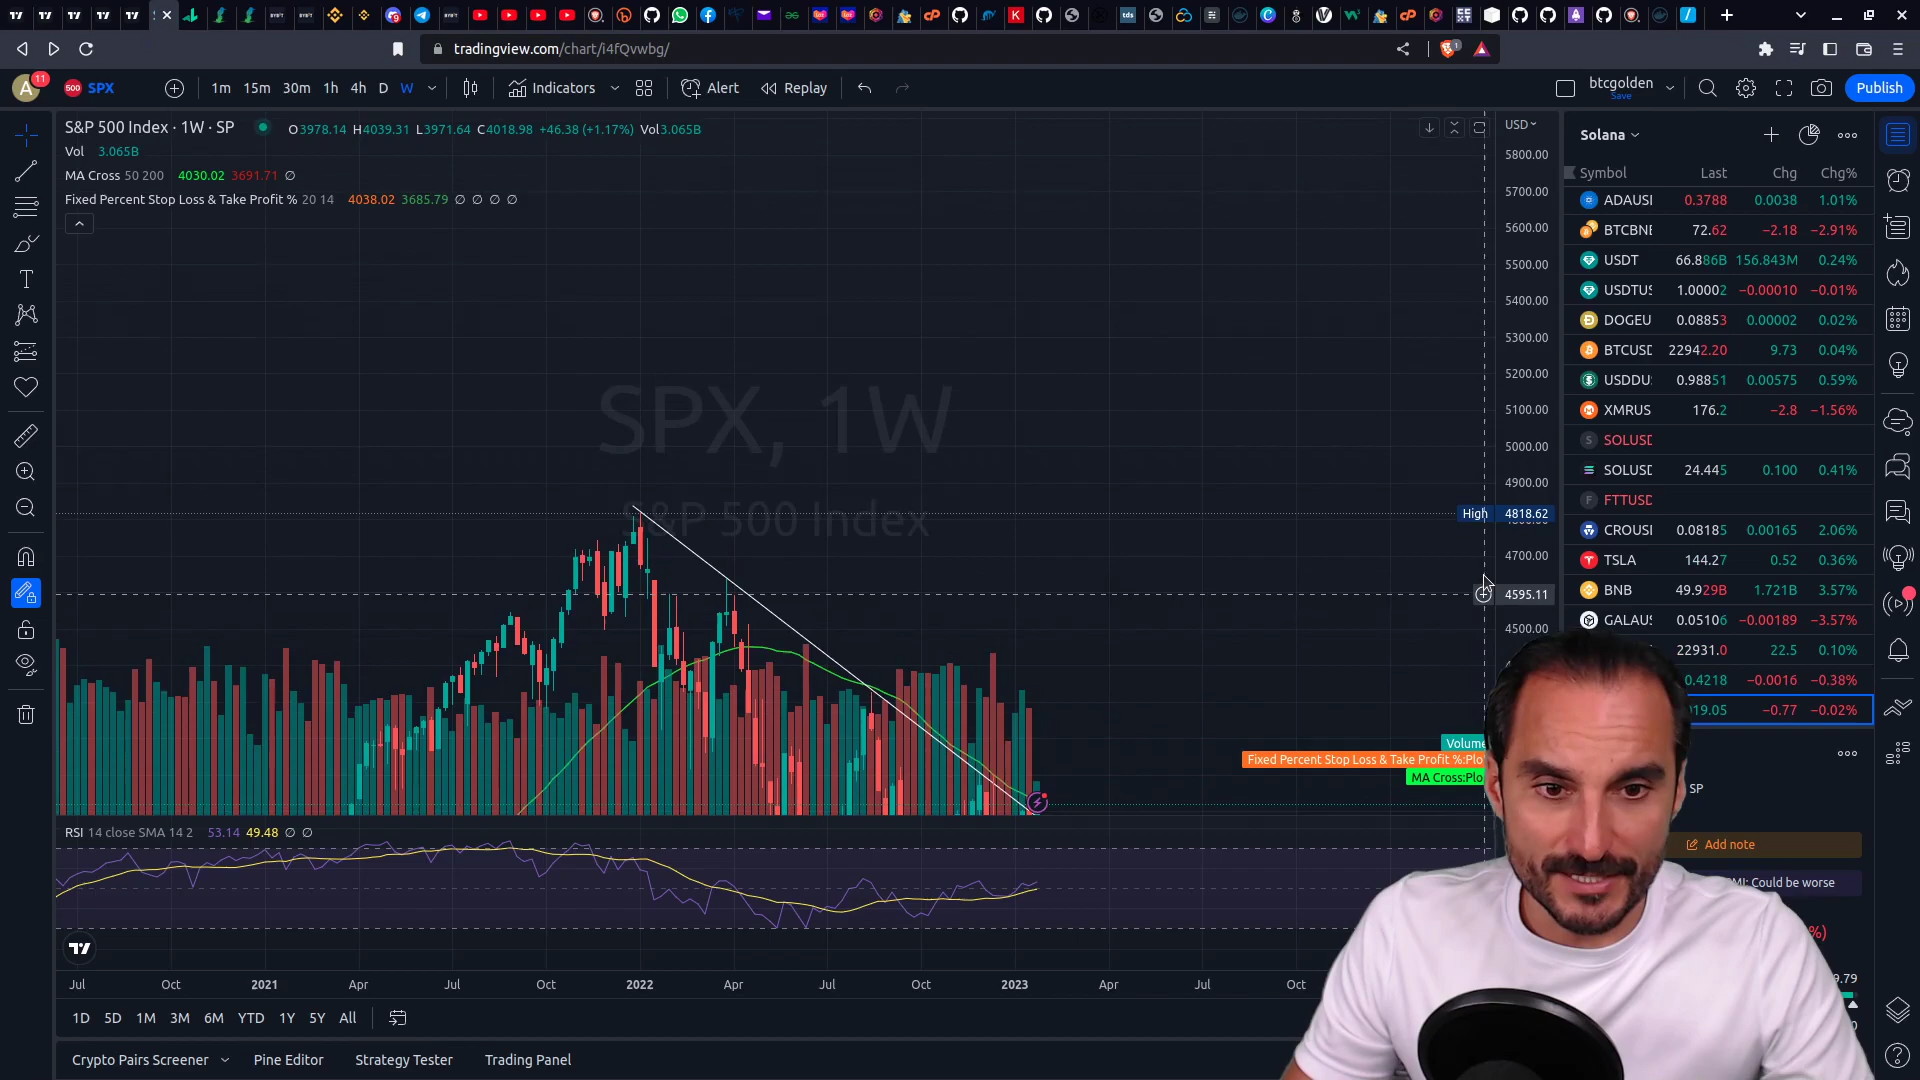 tradingview.com/chart/i4fQvwbg/
A
11
500 SPX
1m 15m 30m 1h 4h D W
Indicators
Alert
Replay
btcgolden
Save
Publish
S&P 500 Index · 1W · SP
O3978.14 H4039.31 L3971.64 C4018.98 +46.38 (+1.17%) Vol3.065B
Vol 3.065B
MA Cross 50 200 4030.02 3691.71 ∅
Fixed Percent Stop Loss & Take Profit % 20 14 4038.02 3685.79 ∅ ∅ ∅ ∅
USD
5800.00
5700.00
5600.00
5500.00
5400.00
5300.00
5200.00
5100.00
5000.00
4900.00
High 4818.62
4700.00
4595.11
4500.00
SPX, 1W
S&P 500 Index
Volume
Fixed Percent Stop Loss & Take Profit %:Plo
MA Cross:Plo
RSI 14 close SMA 14 2 53.14 49.48 ∅ ∅
Jul Oct 2021 Apr Jul Oct 2022 Apr Jul Oct 2023 Apr Jul Oct
1D 5D 1M 3M 6M YTD 1Y 5Y All
Crypto Pairs Screener
Pine Editor
Strategy Tester
Trading Panel
Solana
Symbol Last Chg Chg%
ADAUSI 0.3788 0.0038 1.01%
BTCBNE 72.62 −2.18 −2.91%
USDT 66.886B 156.843M 0.24%
USDTUS 1.00002 −0.00010 −0.01%
DOGEU 0.08853 0.00002 0.02%
BTCUSD 22942.20 9.73 0.04%
USDDU 0.98851 0.00575 0.59%
XMRUS 176.2 −2.8 −1.56%
SOLUSD
SOLUSD 24.445 0.100 0.41%
FTTUSD
CROUSI 0.08185 0.00165 2.06%
TSLA 144.27 0.52 0.36%
BNB 49.929B 1.721B 3.57%
GALAUS 0.05106 −0.00189 −3.57%
22931.0 22.5 0.10%
0.4218 −0.0016 −0.38%
19.05 −0.77 −0.02%
SP
Add note
MI: Could be worse
%)
9.79